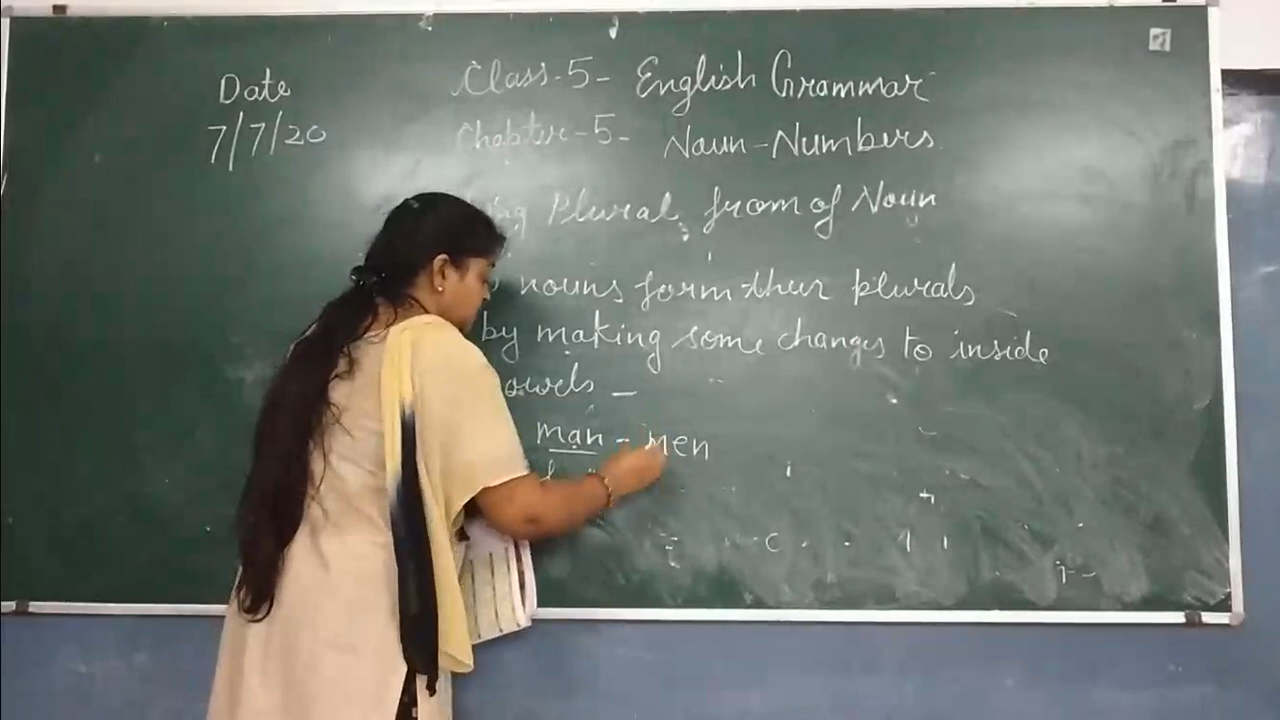 Date
7/7/20
Class-5- English Grammar
Chapter-5- Noun-Numbers
Plural from of Noun
nouns form their plurals
by making some changes to inside
vowels -
man - men